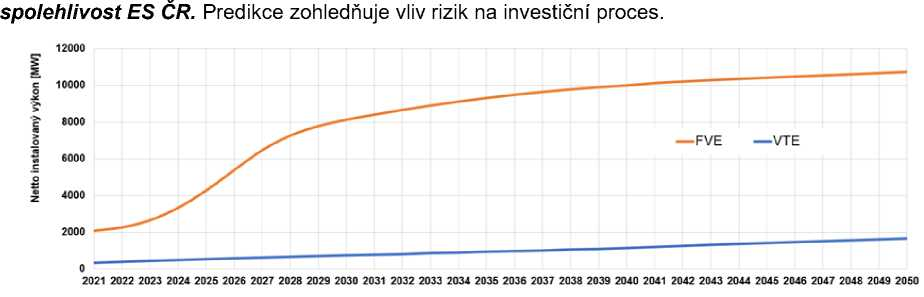 spolehlivost ES ČR. Predikce zohledňuje vliv rizik na investiční proces.
Netto instalovaný výkon [MW]
12000
10000
8000
6000
4000
2000
0
FVE VTE
2021 2022 2023 2024 2025 2026 2027 2028 2029 2030 2031 2032 2033 2034 2035 2036 2037 2038 2039 2040 2041 2042 2043 2044 2045 2046 2047 2048 2049 2050